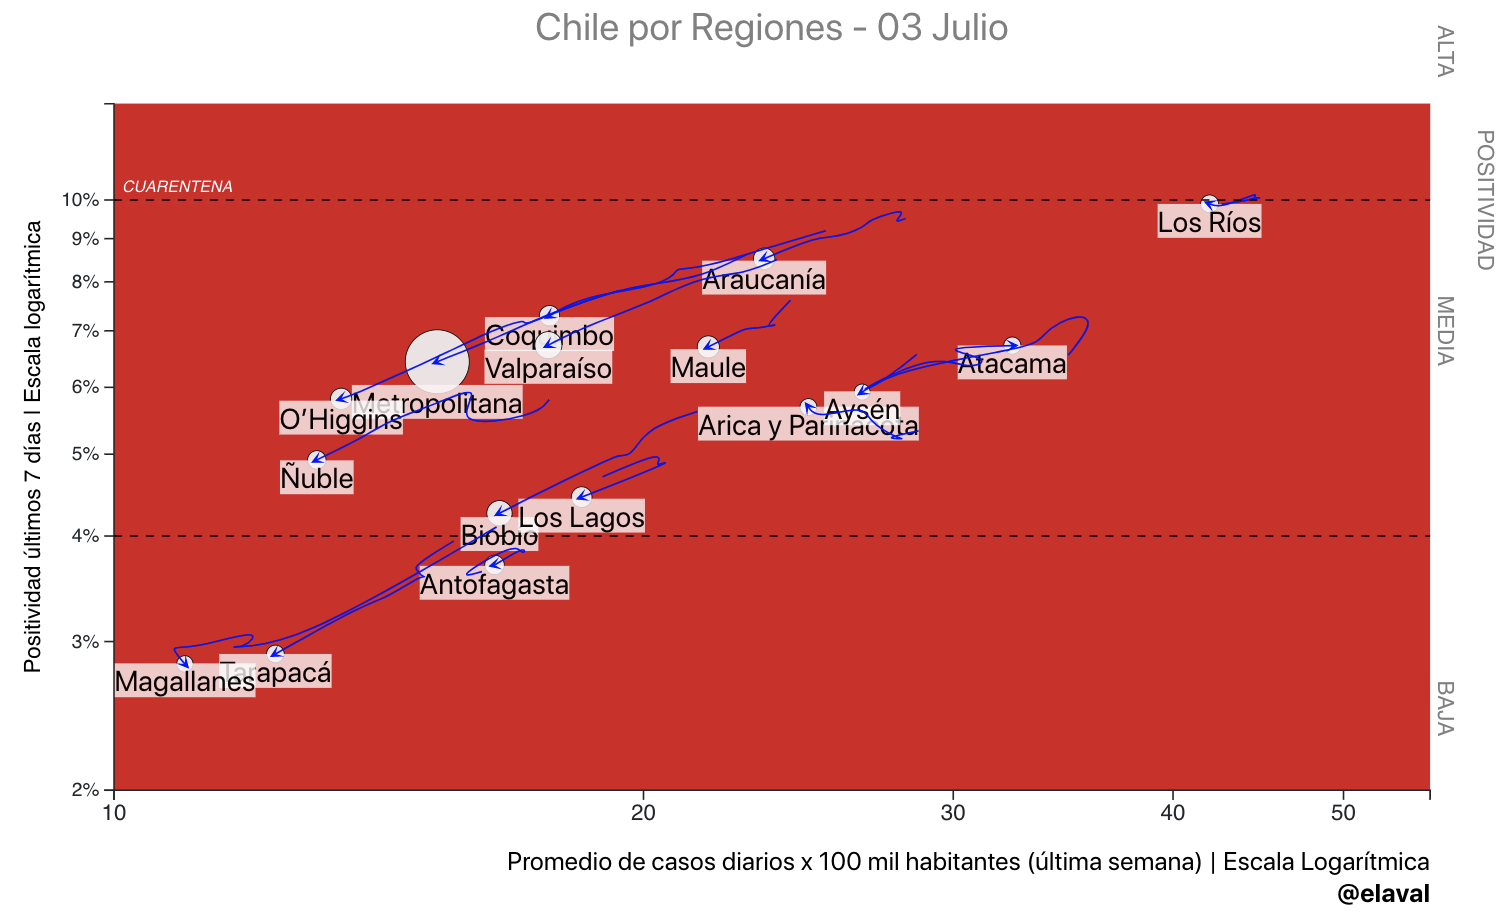 Chile por Regiones - 03 Julio
ALTA
POSITIVIDAD
MEDIA
BAJA
Positividad últimos 7 días | Escala logarítmica
CUARENTENA
10%
9%
8%
7%
6%
5%
4%
3%
2%
Los Ríos
Araucanía
Coquimbo
Valparaíso
Maule
Atacama
Metropolitana
O'Higgins
Aysén
Arica y Parinacota
Ñuble
Los Lagos
Biobío
Antofagasta
Tarapacá
Magallanes
10
20
30
40
50
Promedio de casos diarios x 100 mil habitantes (última semana) | Escala Logarítmica
@elaval